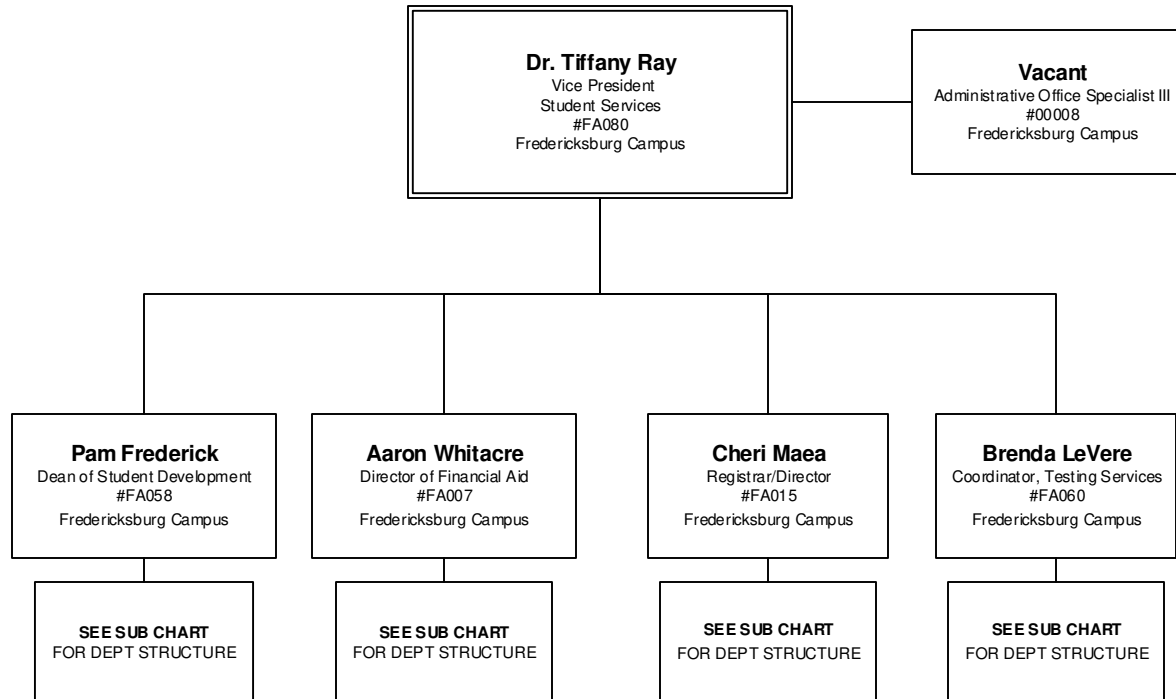 Dr. Tiffany Ray
Vice President
Student Services
#FA080
Fredericksburg Campus
Vacant
Administrative Office Specialist III
#00008
Fredericksburg Campus
Pam Frederick
Dean of Student Development
#FA058
Fredericksburg Campus
Aaron Whitacre
Director of Financial Aid
#FA007
Fredericksburg Campus
Cheri Maea
Registrar/Director
#FA015
Fredericksburg Campus
Brenda LeVere
Coordinator, Testing Services
#FA060
Fredericksburg Campus
SEE SUB CHART
FOR DEPT STRUCTURE
SEE SUB CHART
FOR DEPT STRUCTURE
SEE SUB CHART
FOR DEPT STRUCTURE
SEE SUB CHART
FOR DEPT STRUCTURE